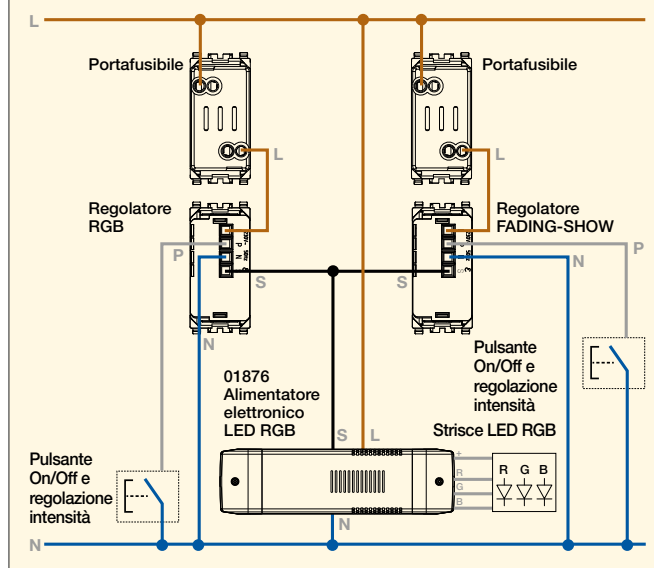 L
Portafusibile
Portafusibile
L
L
Regolatore
RGB
Regolatore
FADING-SHOW
P
P
N
S
S
N
Pulsante
On/Off e
regolazione
intensità
01876
Alimentatore
elettronico
LED RGB
S L
Strisce LED RGB
+
R
G
B
R G B
Pulsante
On/Off e
regolazione
intensità
N
N